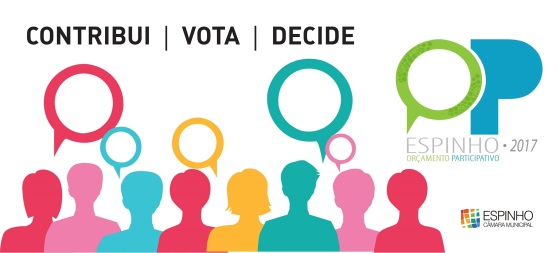 CONTRIBUI | VOTA | DECIDE
OP
ESPINHO • 2017
ORÇAMENTO PARTICIPATIVO
ESPINHO
CÂMARA MUNICIPAL